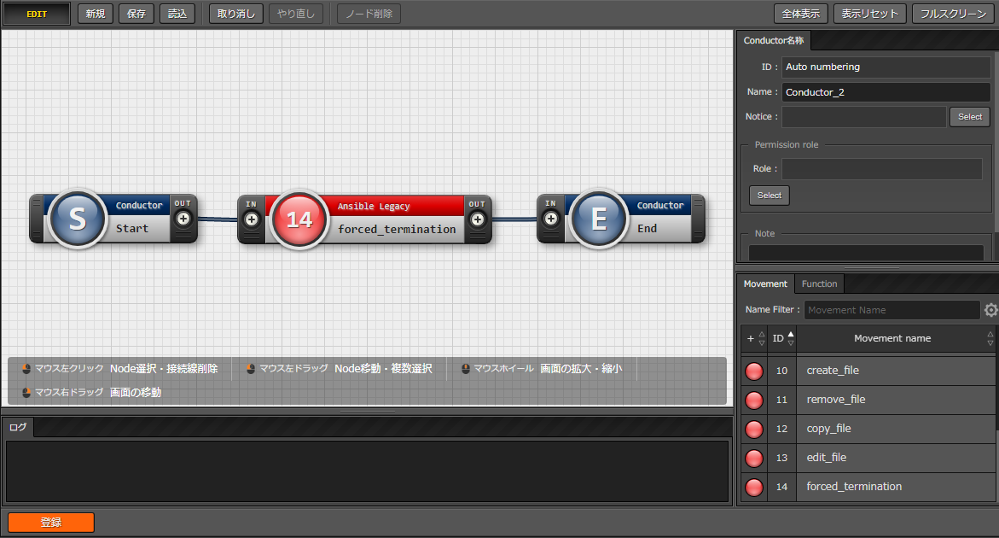 EDIT 新規 保存 読込 取り消し やり直し ノード削除 全体表示 表示リセット フルスクリーン
Conductor名称
ID : Auto numbering
Name : Conductor_2
Notice : Select
Permission role
Role :
Select
Note
S Conductor OUT
Start
IN 14 Ansible Legacy OUT
forced_termination
IN E Conductor
End
マウス左クリック Node選択・接続線削除 マウス左ドラッグ Node移動・複数選択 マウスホイール 画面の拡大・縮小
マウス右ドラッグ 画面の移動
Movement Function
Name Filter : Movement Name
+ ID Movement name
10 create_file
11 remove_file
12 copy_file
13 edit_file
14 forced_termination
ログ
登録